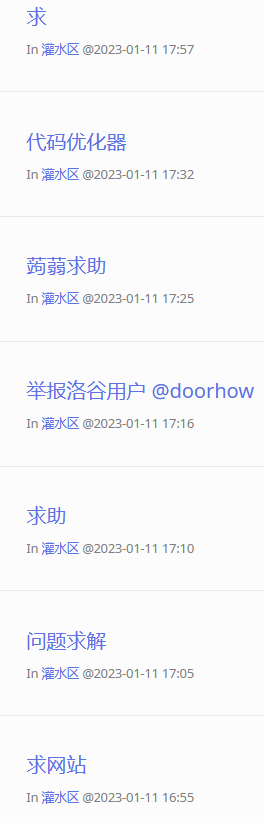 求
In 灌水区 @2023-01-11 17:57
代码优化器
In 灌水区 @2023-01-11 17:32
蒟蒻求助
In 灌水区 @2023-01-11 17:25
举报洛谷用户 @doorhow
In 灌水区 @2023-01-11 17:16
求助
In 灌水区 @2023-01-11 17:10
问题求解
In 灌水区 @2023-01-11 17:05
求网站
In 灌水区 @2023-01-11 16:55